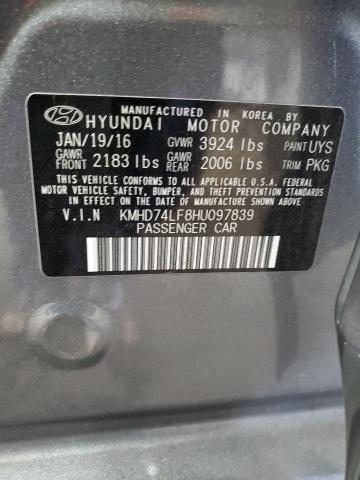 MANUFACTURED IN KOREA BY
HYUNDAI MOTOR COMPANY
JAN/19/16 GVWR 3924 lbs PAINT UYS
GAWR FRONT 2183 lbs GAWR REAR 2006 lbs TRIM PKG
THIS VEHICLE CONFORMS TO ALL APPLICABLE U.S.A. FEDERAL
MOTOR VEHICLE SAFETY, BUMPER, AND THEFT PREVENTION
STANDARDS IN EFFECT ON THE DATE OF MANUFACTURE SHOWN ABOVE.
V.I.N KMHD74LF8HU097839
PASSENGER CAR